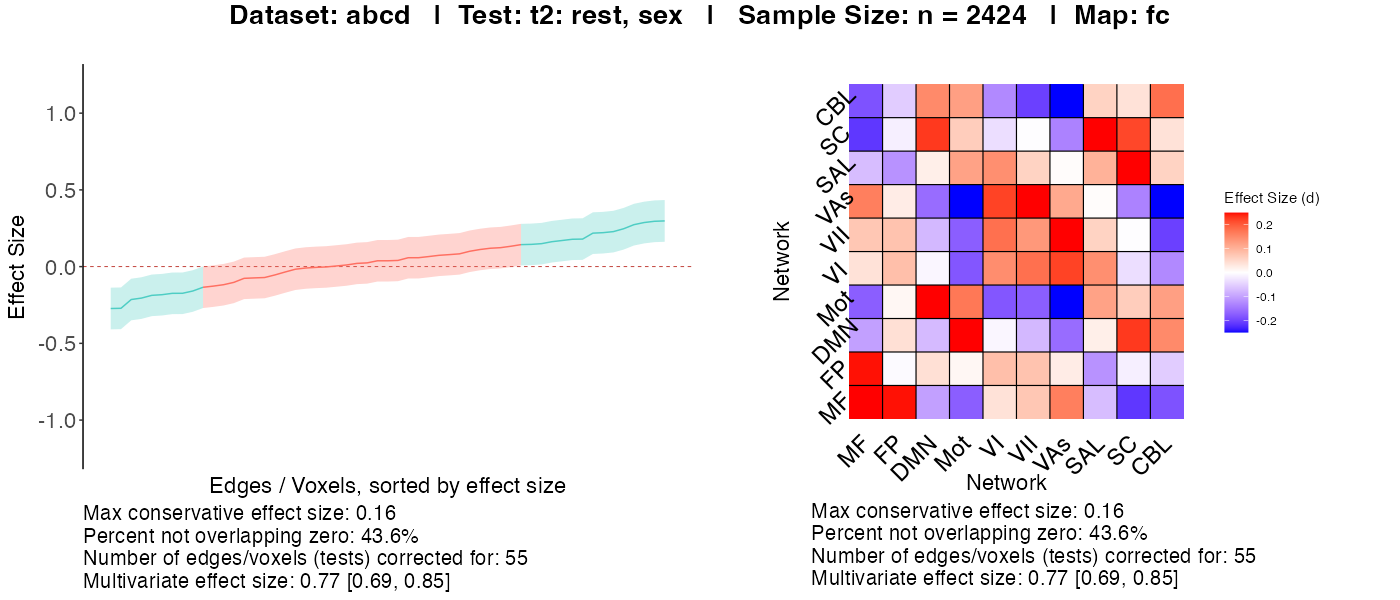 Dataset: abcd | Test: t2: rest, sex | Sample Size: n = 2424 | Map: fc
Effect Size
1.0
0.5
0.0
-0.5
-1.0
Edges / Voxels, sorted by effect size
Max conservative effect size: 0.16
Percent not overlapping zero: 43.6%
Number of edges/voxels (tests) corrected for: 55
Multivariate effect size: 0.77 [0.69, 0.85]
Network
CBL
SC
SAL
VAs
VII
VI
Mot
DMN
FP
MF
MF
FP
DMN
Mot
VI
VII
VAs
SAL
SC
CBL
Network
Effect Size (d)
0.2
0.1
0.0
-0.1
-0.2
Max conservative effect size: 0.16
Percent not overlapping zero: 43.6%
Number of edges/voxels (tests) corrected for: 55
Multivariate effect size: 0.77 [0.69, 0.85]